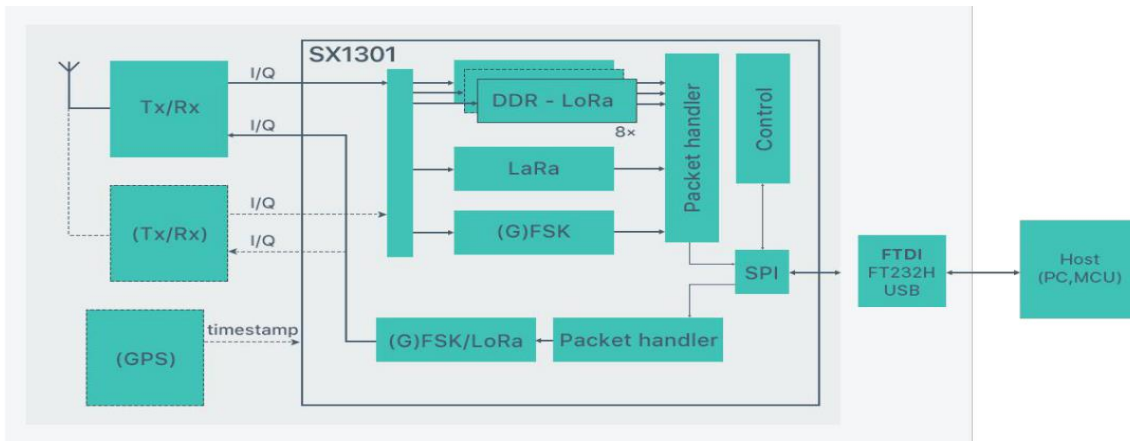 SX1301
I/Q
Tx/Rx
I/Q
DDR - LoRa
8×
Packet handler
Control
LaRa
I/Q
(Tx/Rx)
I/Q
(G)FSK
SPI
FTDI
FT232H
USB
Host
(PC,MCU)
timestamp
(GPS)
(G)FSK/LoRa
Packet handler